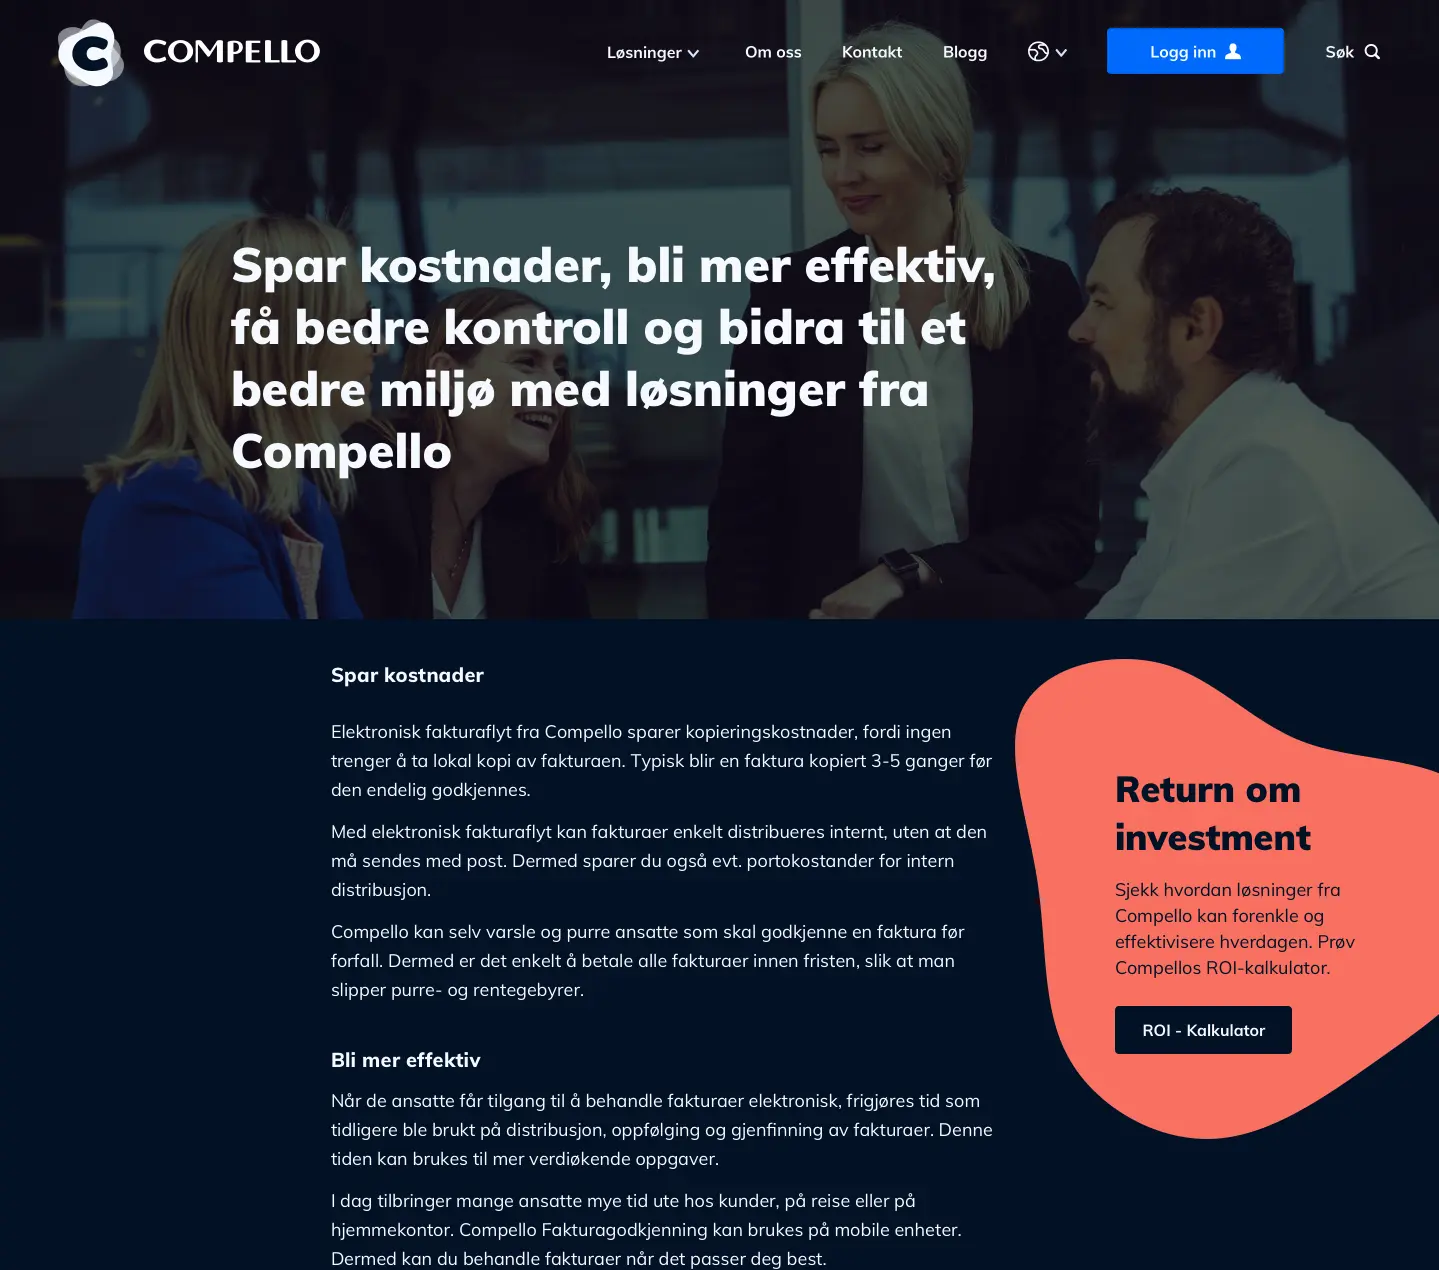 COMPELLO
Løsninger
Om oss
Kontakt
Blogg
Logg inn
Søk
Spar kostnader, bli mer effektiv,
få bedre kontroll og bidra til et
bedre miljø med løsninger fra
Compello
Spar kostnader
Elektronisk fakturaflyt fra Compello sparer kopieringskostnader, fordi ingen
trenger å ta lokal kopi av fakturaen. Typisk blir en faktura kopiert 3-5 ganger før
den endelig godkjennes.
Med elektronisk fakturaflyt kan fakturaer enkelt distribueres internt, uten at den
må sendes med post. Dermed sparer du også evt. portokostander for intern
distribusjon.
Compello kan selv varsle og purre ansatte som skal godkjenne en faktura før
forfall. Dermed er det enkelt å betale alle fakturaer innen fristen, slik at man
slipper purre- og rentegebyrer.
Bli mer effektiv
Når de ansatte får tilgang til å behandle fakturaer elektronisk, frigjøres tid som
tidligere ble brukt på distribusjon, oppfølging og gjenfinning av fakturaer. Denne
tiden kan brukes til mer verdiøkende oppgaver.
I dag tilbringer mange ansatte mye tid ute hos kunder, på reise eller på
hjemmekontor. Compello Fakturagodkjenning kan brukes på mobile enheter.
Dermed kan du behandle fakturaer når det passer deg best.
Return om
investment
Sjekk hvordan løsninger fra
Compello kan forenkle og
effektivisere hverdagen. Prøv
Compellos ROI-kalkulator.
ROI - Kalkulator